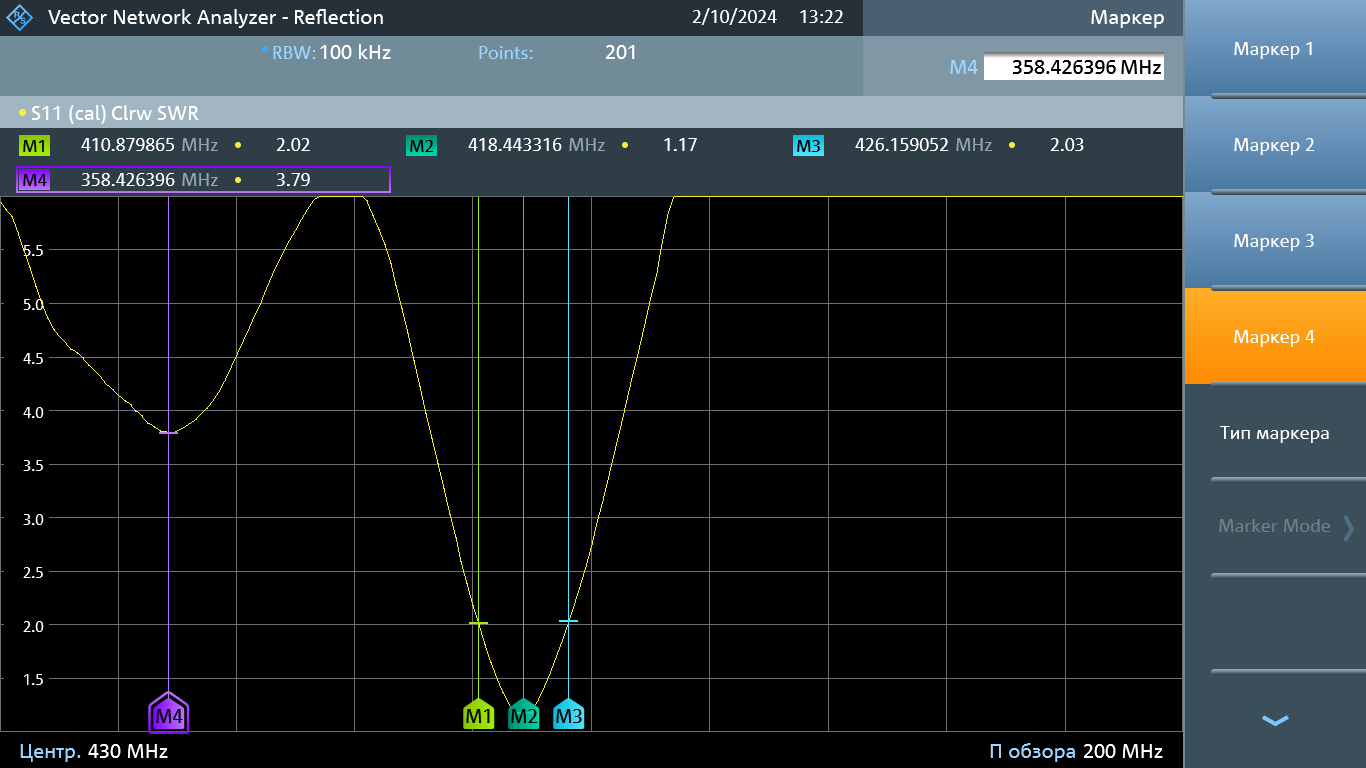 Vector Network Analyzer - Reflection 2/10/2024 13:22 Маркер
RBW: 100 kHz Points: 201
M4 358.426396 MHz
S11 (cal) Clrw SWR
M1 410.879865 MHz 2.02 M2 418.443316 MHz 1.17 M3 426.159052 MHz 2.03
M4 358.426396 MHz 3.79
5.5
5.0
4.5
4.0
3.5
3.0
2.5
2.0
1.5
M4 M1 M2 M3
Центр. 430 MHz П обзора 200 MHz
Маркер 1
Маркер 2
Маркер 3
Маркер 4
Тип маркера
Marker Mode